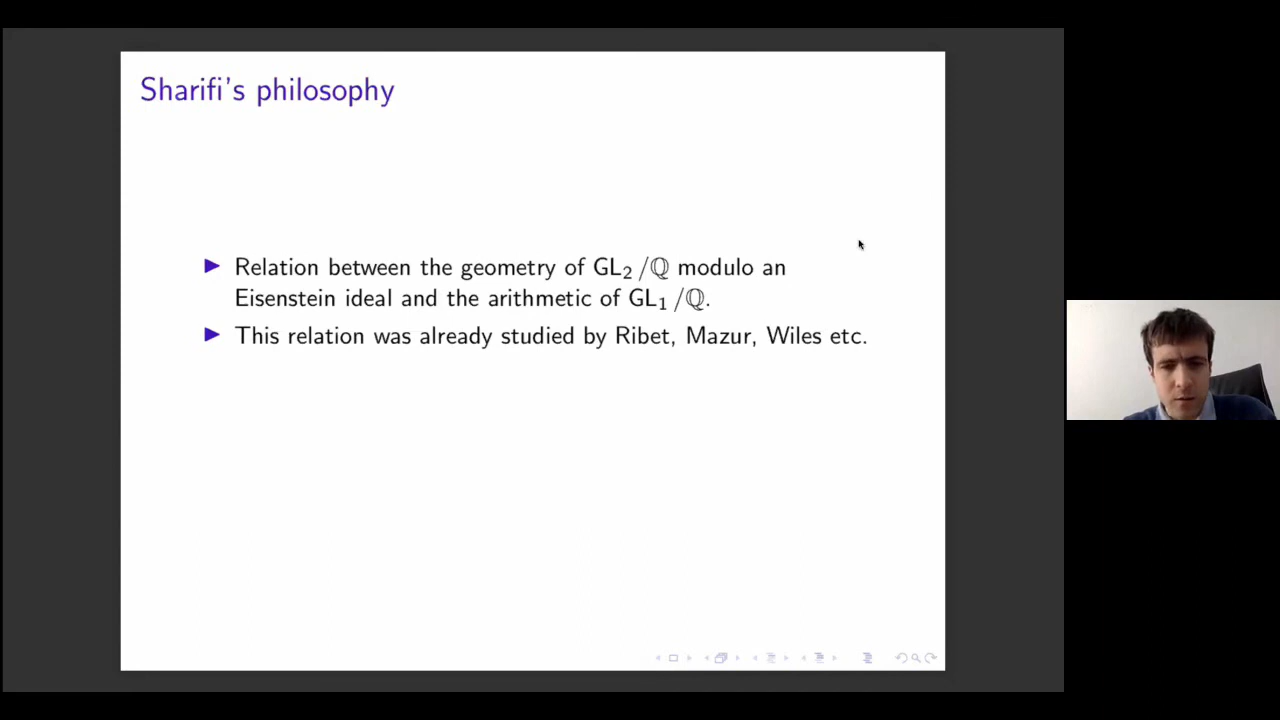 Sharifi's philosophy
▶ Relation between the geometry of GL₂ /ℚ modulo an
Eisenstein ideal and the arithmetic of GL₁ /ℚ.
▶ This relation was already studied by Ribet, Mazur, Wiles etc.